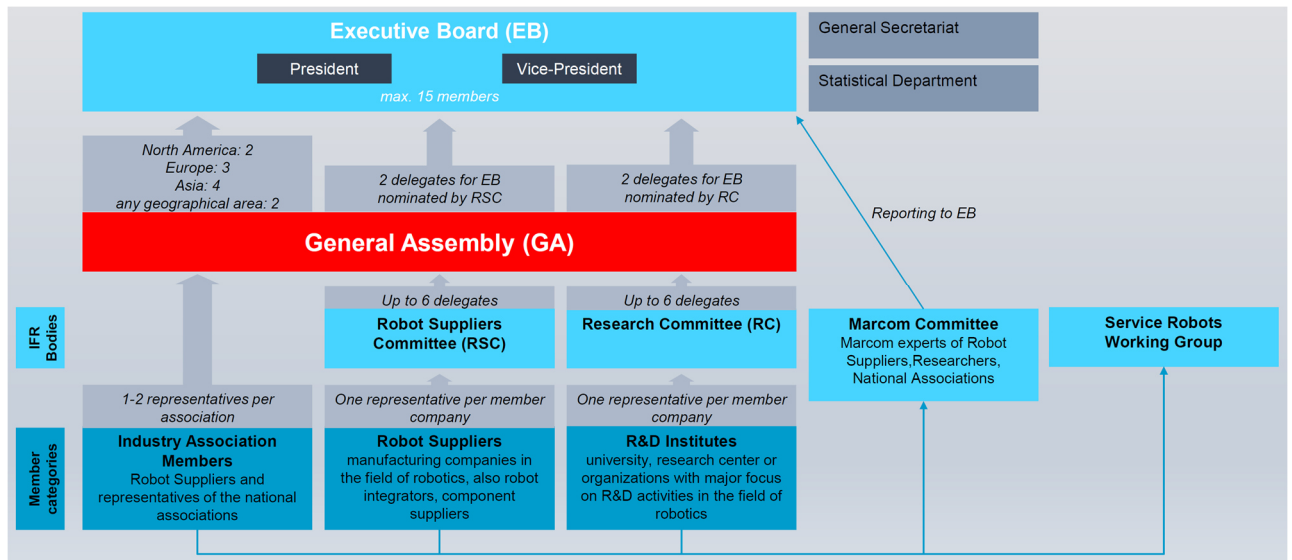 Executive Board (EB)
President
Vice-President
max. 15 members
General Secretariat
Statistical Department
North America: 2
Europe: 3
Asia: 4
any geographical area: 2
2 delegates for EB
nominated by RSC
2 delegates for EB
nominated by RC
Reporting to EB
General Assembly (GA)
Up to 6 delegates
Up to 6 delegates
IFR
Bodies
Robot Suppliers
Committee (RSC)
Research Committee (RC)
Marcom Committee
Marcom experts of Robot
Suppliers,Researchers,
National Associations
Service Robots
Working Group
1-2 representatives per
association
One representative per member
company
One representative per member
company
Member
categories
Industry Association
Members
Robot Suppliers and
representatives of the national
associations
Robot Suppliers
manufacturing companies in
the field of robotics, also robot
integrators, component
suppliers
R&D Institutes
university, research center or
organizations with major focus
on R&D activities in the field of
robotics